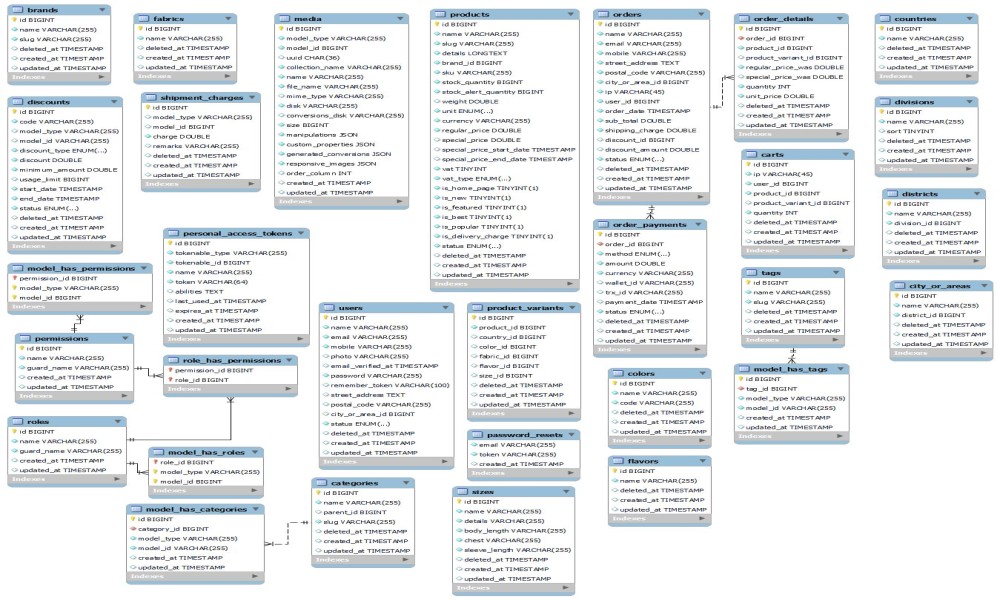 brands
id BIGINT
name VARCHAR(255)
slug VARCHAR(255)
deleted_at TIMESTAMP
created_at TIMESTAMP
updated_at TIMESTAMP
Indexes
fabrics
id BIGINT
name VARCHAR(255)
deleted_at TIMESTAMP
created_at TIMESTAMP
updated_at TIMESTAMP
Indexes
media
id BIGINT
model_type VARCHAR(255)
model_id BIGINT
uuid CHAR(36)
collection_name VARCHAR(255)
name VARCHAR(255)
file_name VARCHAR(255)
mime_type VARCHAR(255)
disk VARCHAR(255)
conversions_disk VARCHAR(255)
size BIGINT
manipulations JSON
custom_properties JSON
generated_conversions JSON
responsive_images JSON
order_column INT
created_at TIMESTAMP
updated_at TIMESTAMP
Indexes
products
id BIGINT
name VARCHAR(255)
slug VARCHAR(255)
details LONGTEXT
brand_id BIGINT
sku VARCHAR(255)
stock_quantity BIGINT
stock_alert_quantity BIGINT
weight DOUBLE
unit ENUM(...)
currency VARCHAR(255)
regular_price DOUBLE
special_price DOUBLE
special_price_start_date TIMESTAMP
special_price_end_date TIMESTAMP
vat TINYINT
vat_type ENUM(...)
is_home_page TINYINT(1)
is_new TINYINT(1)
is_featured TINYINT(1)
is_best TINYINT(1)
is_popular TINYINT(1)
is_delivery_charge TINYINT(1)
status ENUM(...)
deleted_at TIMESTAMP
created_at TIMESTAMP
updated_at TIMESTAMP
Indexes
orders
id BIGINT
name VARCHAR(255)
email VARCHAR(255)
mobile VARCHAR(255)
street_address TEXT
postal_code VARCHAR(255)
city_or_area_id BIGINT
ip VARCHAR(45)
user_id BIGINT
order_date TIMESTAMP
sub_total DOUBLE
shipping_charge DOUBLE
discount_id BIGINT
discount_amount DOUBLE
status ENUM(...)
deleted_at TIMESTAMP
created_at TIMESTAMP
updated_at TIMESTAMP
Indexes
order_details
id BIGINT
order_id BIGINT
product_id BIGINT
product_variant_id BIGINT
regular_price_was DOUBLE
special_price_was DOUBLE
quantity INT
unit_price DOUBLE
deleted_at TIMESTAMP
created_at TIMESTAMP
updated_at TIMESTAMP
Indexes
countries
id BIGINT
name VARCHAR(255)
deleted_at TIMESTAMP
created_at TIMESTAMP
updated_at TIMESTAMP
Indexes
discounts
id BIGINT
code VARCHAR(255)
model_type VARCHAR(255)
model_id VARCHAR(255)
discount_type ENUM(...)
discount DOUBLE
minimum_amount DOUBLE
usage_limit BIGINT
start_date TIMESTAMP
end_date TIMESTAMP
status ENUM(...)
deleted_at TIMESTAMP
created_at TIMESTAMP
updated_at TIMESTAMP
Indexes
shipment_charges
id BIGINT
model_type VARCHAR(255)
model_id BIGINT
charge DOUBLE
remarks VARCHAR(255)
deleted_at TIMESTAMP
created_at TIMESTAMP
updated_at TIMESTAMP
Indexes
divisions
id BIGINT
name VARCHAR(255)
sort TINYINT
deleted_at TIMESTAMP
created_at TIMESTAMP
updated_at TIMESTAMP
Indexes
carts
id BIGINT
ip VARCHAR(45)
user_id BIGINT
product_id BIGINT
product_variant_id BIGINT
quantity INT
deleted_at TIMESTAMP
created_at TIMESTAMP
updated_at TIMESTAMP
Indexes
districts
id BIGINT
name VARCHAR(255)
division_id BIGINT
deleted_at TIMESTAMP
created_at TIMESTAMP
updated_at TIMESTAMP
Indexes
personal_access_tokens
id BIGINT
tokenable_type VARCHAR(255)
tokenable_id BIGINT
name VARCHAR(255)
token VARCHAR(64)
abilities TEXT
last_used_at TIMESTAMP
expires_at TIMESTAMP
created_at TIMESTAMP
updated_at TIMESTAMP
Indexes
order_payments
id BIGINT
order_id BIGINT
method ENUM(...)
amount DOUBLE
currency VARCHAR(255)
wallet_id VARCHAR(255)
trx_id VARCHAR(255)
payment_date TIMESTAMP
status ENUM(...)
deleted_at TIMESTAMP
created_at TIMESTAMP
updated_at TIMESTAMP
Indexes
model_has_permissions
permission_id BIGINT
model_type VARCHAR(255)
model_id BIGINT
Indexes
tags
id BIGINT
name VARCHAR(255)
slug VARCHAR(255)
deleted_at TIMESTAMP
created_at TIMESTAMP
updated_at TIMESTAMP
Indexes
city_or_areas
id BIGINT
name VARCHAR(255)
district_id BIGINT
deleted_at TIMESTAMP
created_at TIMESTAMP
updated_at TIMESTAMP
Indexes
users
id BIGINT
name VARCHAR(255)
email VARCHAR(255)
mobile VARCHAR(255)
photo VARCHAR(255)
email_verified_at TIMESTAMP
password VARCHAR(255)
remember_token VARCHAR(100)
street_address TEXT
postal_code VARCHAR(255)
city_or_area_id BIGINT
status ENUM(...)
deleted_at TIMESTAMP
created_at TIMESTAMP
updated_at TIMESTAMP
Indexes
product_variants
id BIGINT
product_id BIGINT
country_id BIGINT
color_id BIGINT
fabric_id BIGINT
flavor_id BIGINT
size_id BIGINT
deleted_at TIMESTAMP
created_at TIMESTAMP
updated_at TIMESTAMP
Indexes
permissions
id BIGINT
name VARCHAR(255)
guard_name VARCHAR(255)
created_at TIMESTAMP
updated_at TIMESTAMP
Indexes
role_has_permissions
permission_id BIGINT
role_id BIGINT
Indexes
colors
id BIGINT
name VARCHAR(255)
code VARCHAR(255)
deleted_at TIMESTAMP
created_at TIMESTAMP
updated_at TIMESTAMP
Indexes
model_has_tags
id BIGINT
tag_id BIGINT
model_type VARCHAR(255)
model_id VARCHAR(255)
created_at TIMESTAMP
updated_at TIMESTAMP
Indexes
roles
id BIGINT
name VARCHAR(255)
guard_name VARCHAR(255)
created_at TIMESTAMP
updated_at TIMESTAMP
Indexes
model_has_roles
role_id BIGINT
model_type VARCHAR(255)
model_id BIGINT
Indexes
password_resets
email VARCHAR(255)
token VARCHAR(255)
created_at TIMESTAMP
Indexes
flavors
id BIGINT
name VARCHAR(255)
deleted_at TIMESTAMP
created_at TIMESTAMP
updated_at TIMESTAMP
Indexes
model_has_categories
id BIGINT
category_id BIGINT
model_type VARCHAR(255)
model_id VARCHAR(255)
created_at TIMESTAMP
updated_at TIMESTAMP
Indexes
categories
id BIGINT
name VARCHAR(255)
parent_id BIGINT
slug VARCHAR(255)
deleted_at TIMESTAMP
created_at TIMESTAMP
updated_at TIMESTAMP
Indexes
sizes
id BIGINT
name VARCHAR(255)
details VARCHAR(255)
body_length VARCHAR(255)
chest VARCHAR(255)
sleeve_length VARCHAR(255)
deleted_at TIMESTAMP
created_at TIMESTAMP
updated_at TIMESTAMP
Indexes